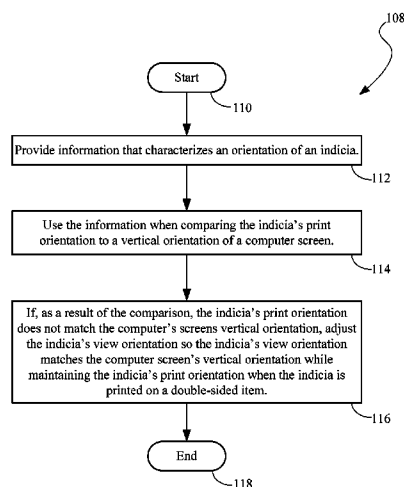 108
Start
110
Provide information that characterizes an orientation of an indicia.
112
Use the information when comparing the indicia's print
orientation to a vertical orientation of a computer screen.
114
If, as a result of the comparison, the indicia's print orientation
does not match the computer's screens vertical orientation, adjust
the indicia's view orientation so the indicia's view orientation
matches the computer screen's vertical orientation while
maintaining the indicia's print orientation when the indicia is
printed on a double-sided item.
116
End
118